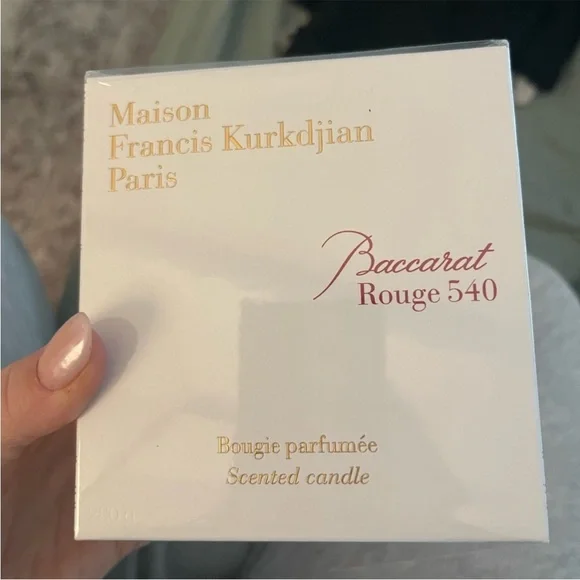 Maison
Francis Kurkdjian
Paris
Baccarat
Rouge 540
Bougie parfumée
Scented candle